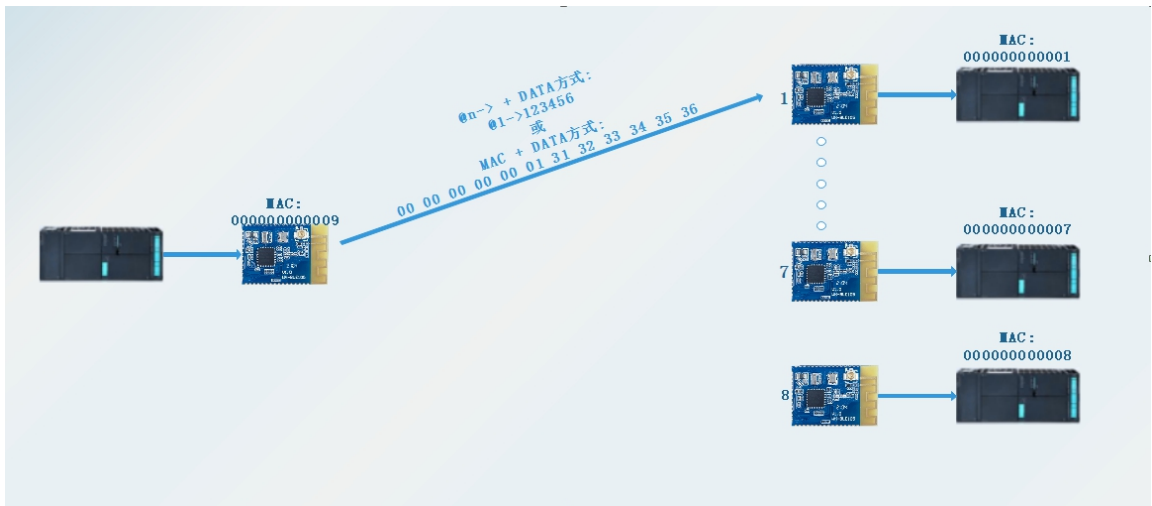 MAC:
000000000001
1
@n-> + DATA方式:
@1->123456
或
MAC + DATA方式:
00 00 00 00 00 01 31 32 33 34 35 36
MAC:
000000000009
MAC:
000000000007
7
MAC:
000000000008
8